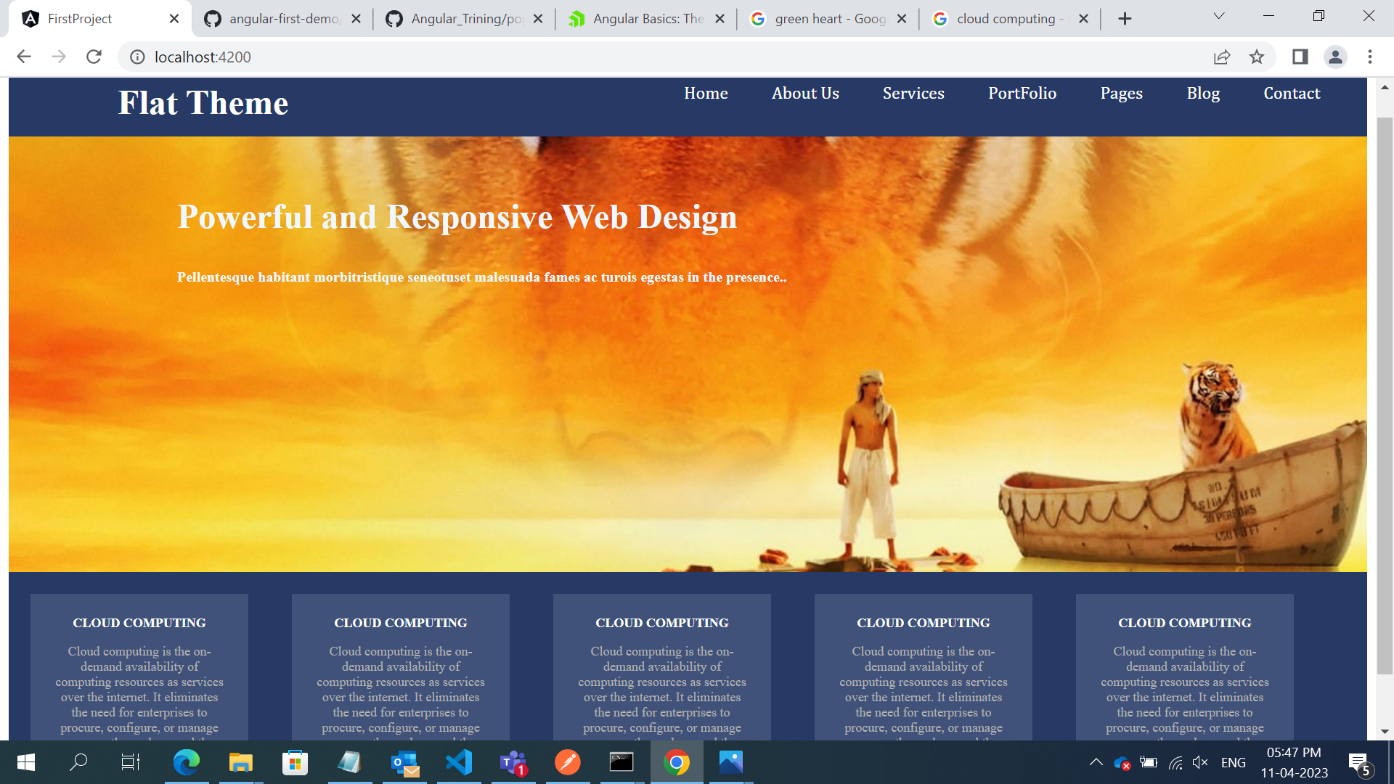 FirstProject
angular-first-demo/
Angular_Trining/po
Angular Basics: The
green heart - Goog
cloud computing -
localhost:4200
Flat Theme
Home About Us Services PortFolio Pages Blog Contact
Powerful and Responsive Web Design
Pellentesque habitant morbitristique seneotuset malesuada fames ac turois egestas in the presence..
CLOUD COMPUTING
Cloud computing is the on-
demand availability of
computing resources as services
over the internet. It eliminates
the need for enterprises to
procure, configure, or manage
CLOUD COMPUTING
Cloud computing is the on-
demand availability of
computing resources as services
over the internet. It eliminates
the need for enterprises to
procure, configure, or manage
CLOUD COMPUTING
Cloud computing is the on-
demand availability of
computing resources as services
over the internet. It eliminates
the need for enterprises to
procure, configure, or manage
CLOUD COMPUTING
Cloud computing is the on-
demand availability of
computing resources as services
over the internet. It eliminates
the need for enterprises to
procure, configure, or manage
CLOUD COMPUTING
Cloud computing is the on-
demand availability of
computing resources as services
over the internet. It eliminates
the need for enterprises to
procure, configure, or manage
ENG
05:47 PM
11-04-2023
5
1